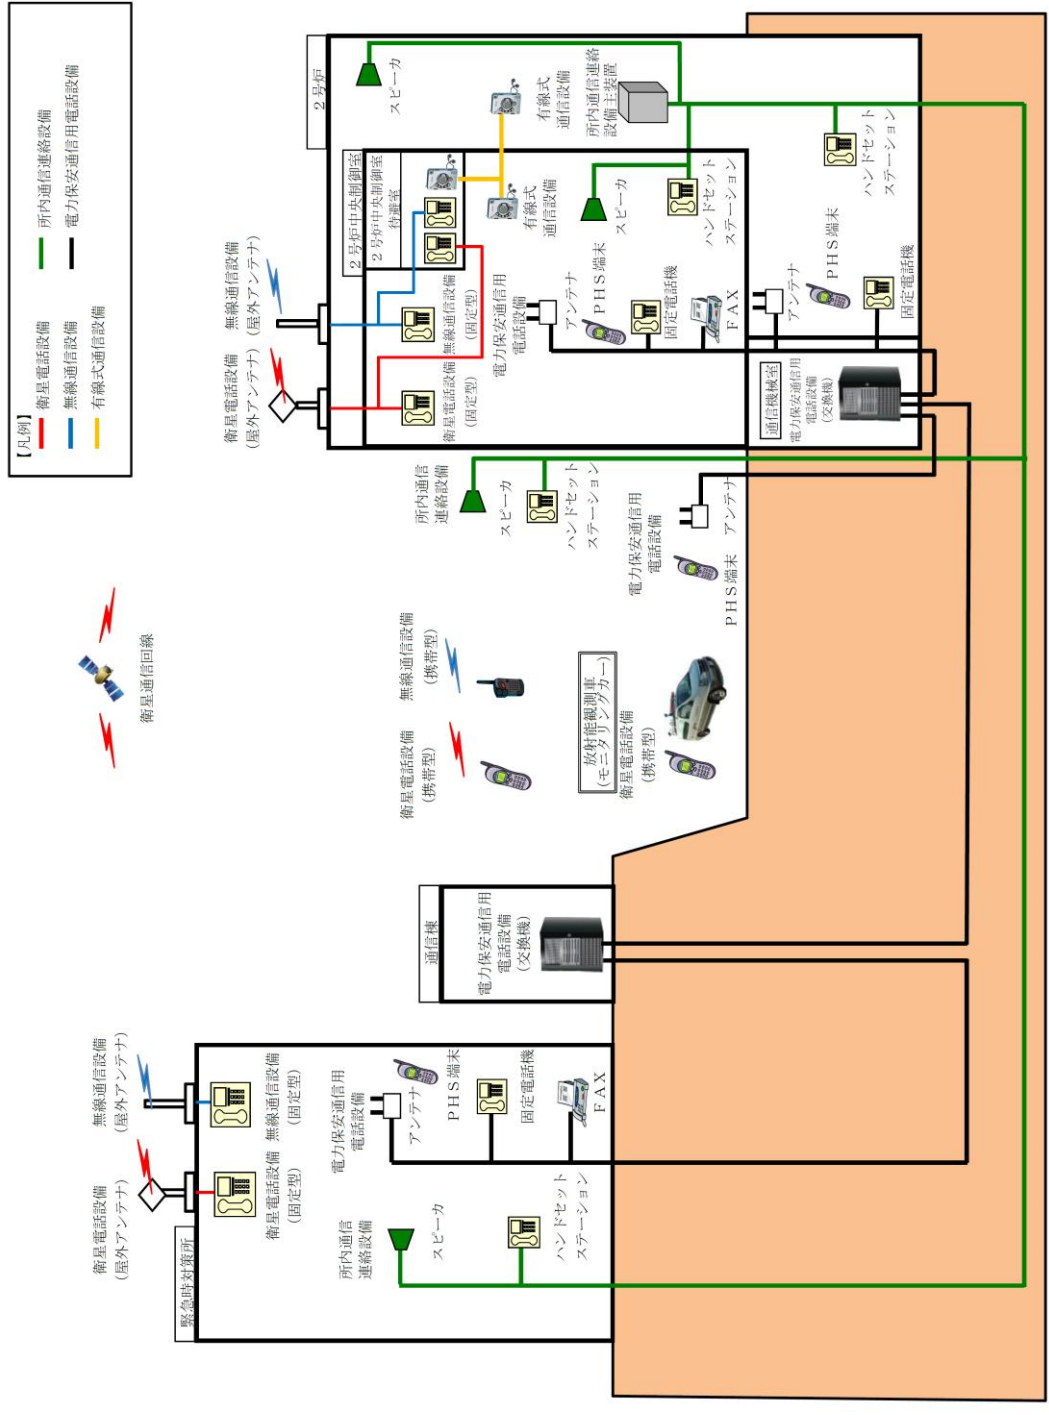 【凡例】
衛星電話設備
無線通信設備
有線式通信設備
所内通信連絡設備
電力保安通信用電話設備
衛星通信回線
緊急時対策所
衛星電話設備
(屋外アンテナ)
無線通信設備
(屋外アンテナ)
衛星電話設備
(固定型)
無線通信設備
(固定型)
所内通信
連絡設備
スピーカ
ハンドセット
ステーション
電力保安通信用
電話設備
アンテナ
PHS端末
固定電話機
FAX
通信棟
電力保安通信用
電話設備
(交換機)
衛星電話設備
(携帯型)
無線通信設備
(携帯型)
放射能観測車
(モニタリングカー)
衛星電話設備
(携帯型)
所内通信
連絡設備
スピーカ
ハンドセット
ステーション
電力保安通信用
電話設備
アンテナ
PHS端末
2号炉
衛星電話設備
(屋外アンテナ)
無線通信設備
(屋外アンテナ)
2号炉中央制御室
2号炉中央制御室
待避室
衛星電話設備
(固定型)
無線通信設備
(固定型)
電力保安通信用
電話設備
アンテナ
PHS端末
固定電話機
FAX
有線式
通信設備
スピーカ
ハンドセット
ステーション
スピーカ
有線式
通信設備
所内通信連絡
設備主装置
通信機械室
電力保安通信用
電話設備
(交換機)
アンテナ
PHS端末
固定電話機
ハンドセット
ステーション